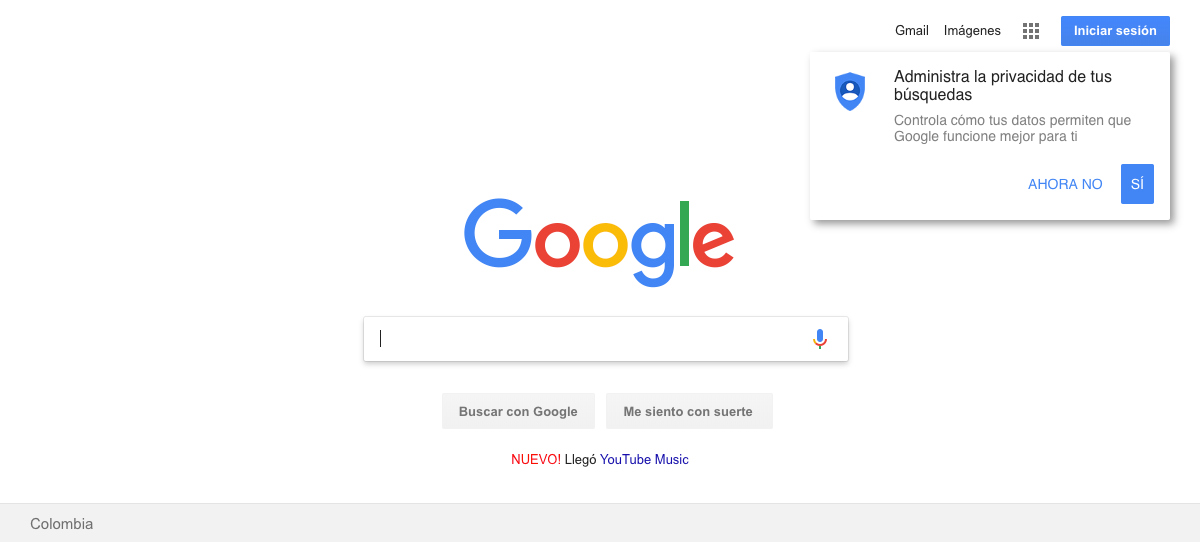 Gmail Imágenes Iniciar sesión
Administra la privacidad de tus
búsquedas
Controla cómo tus datos permiten que
Google funcione mejor para ti
AHORA NO SÍ
Google
Buscar con Google Me siento con suerte
NUEVO! Llegó YouTube Music
Colombia